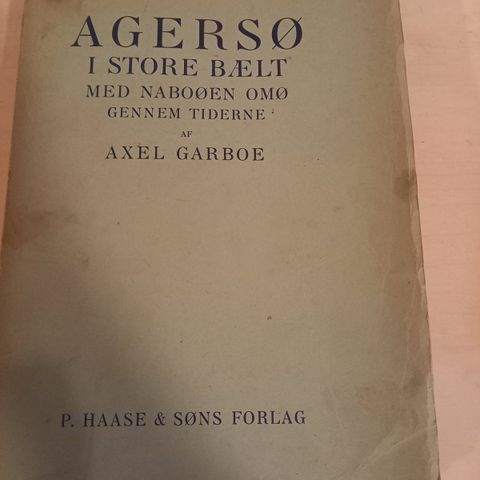 AGERSØ
I STORE BÆLT
MED NABOØEN OMØ
GENNEM TIDERNE
AF
AXEL GARBOE
P. HAASE & SØNS FORLAG